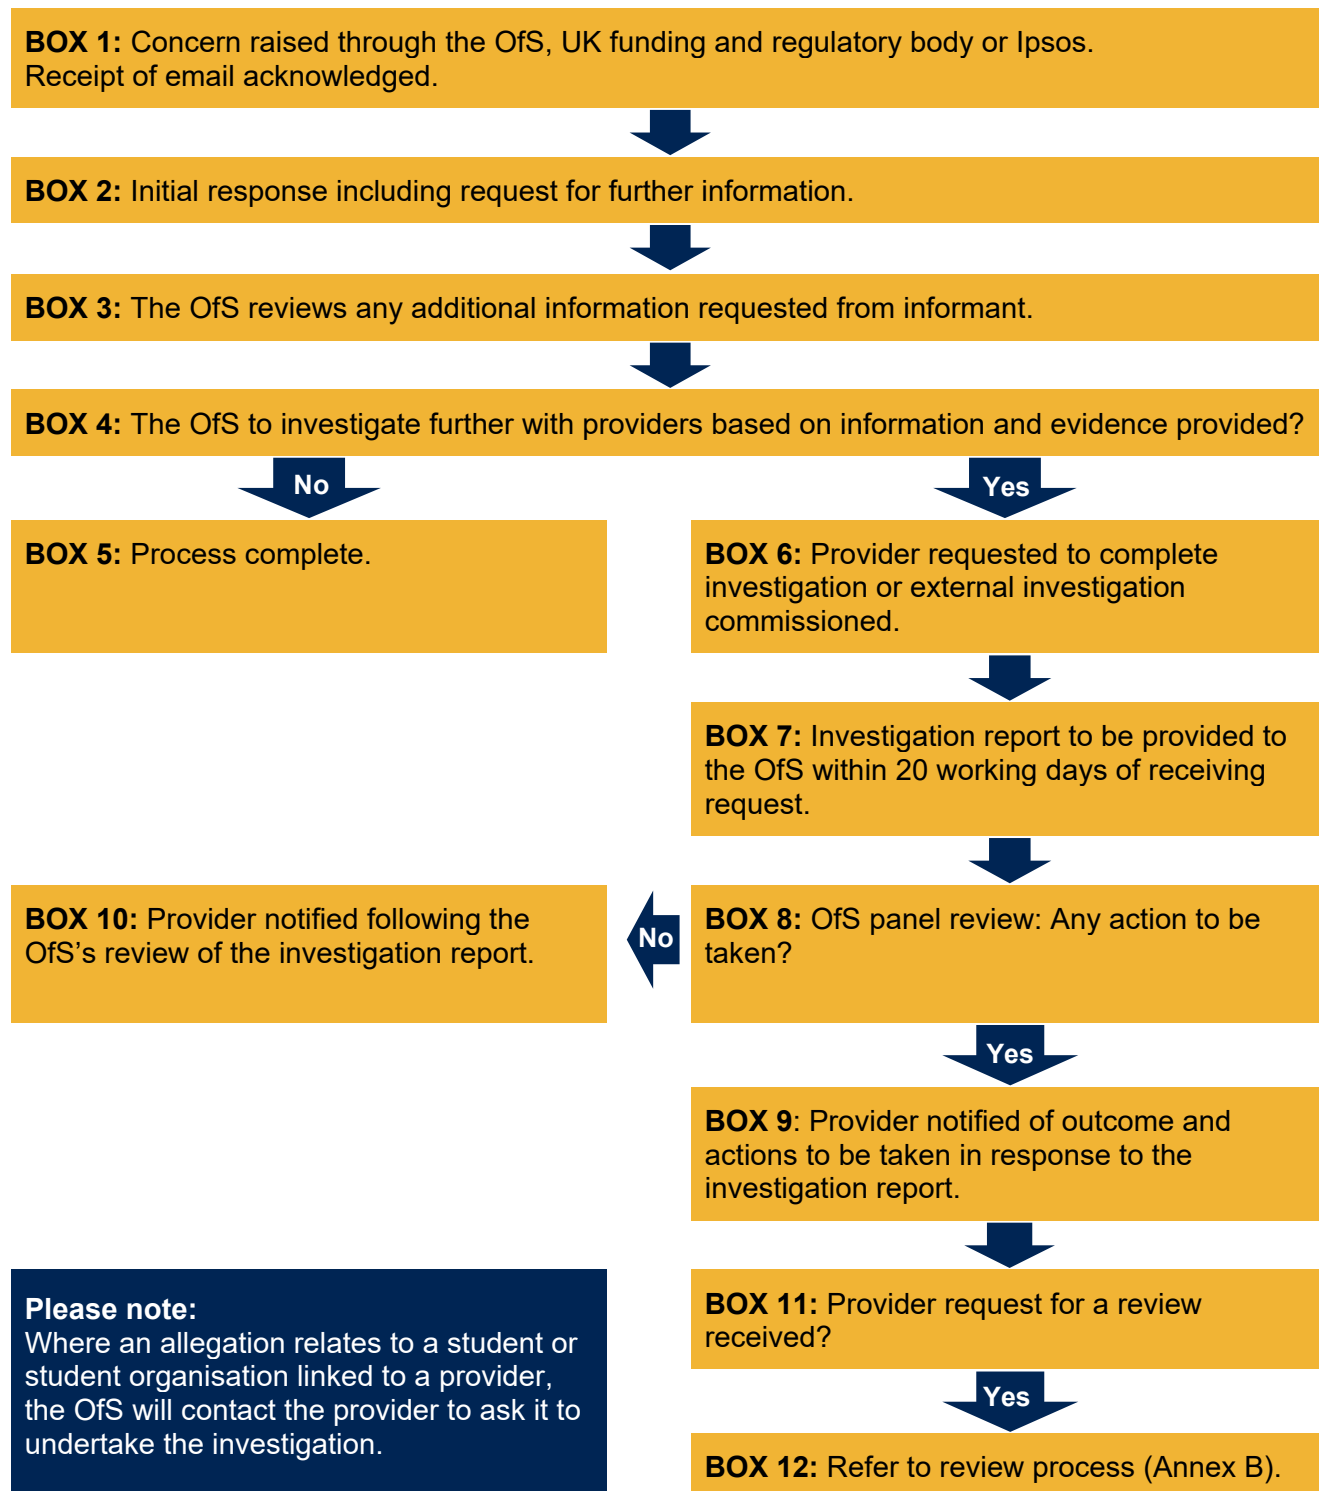 BOX 1: Concern raised through the OfS, UK funding and regulatory body or Ipsos.
Receipt of email acknowledged.
BOX 2: Initial response including request for further information.
BOX 3: The OfS reviews any additional information requested from informant.
BOX 4: The OfS to investigate further with providers based on information and evidence provided?
No
Yes
BOX 5: Process complete.
BOX 6: Provider requested to complete
investigation or external investigation
commissioned.
BOX 7: Investigation report to be provided to
the OfS within 20 working days of receiving
request.
BOX 8: OfS panel review: Any action to be
taken?
No
BOX 10: Provider notified following the
OfS’s review of the investigation report.
Yes
BOX 9: Provider notified of outcome and
actions to be taken in response to the
investigation report.
BOX 11: Provider request for a review
received?
Yes
BOX 12: Refer to review process (Annex B).
Please note:
Where an allegation relates to a student or
student organisation linked to a provider,
the OfS will contact the provider to ask it to
undertake the investigation.